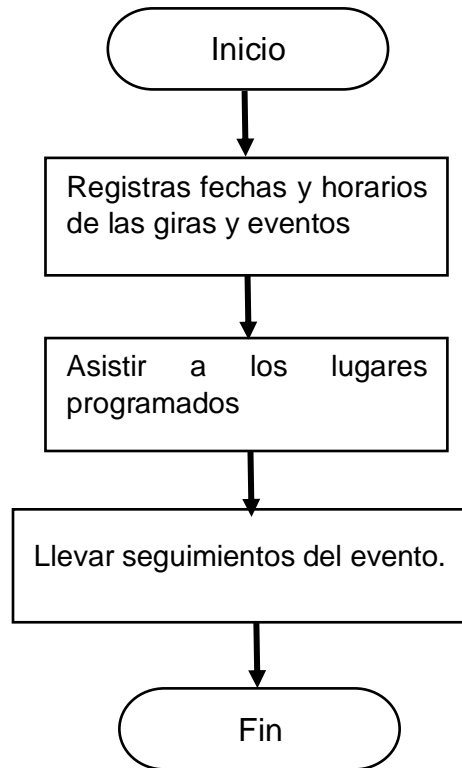 Inicio
Registras fechas y horarios
de las giras y eventos
Asistir a los lugares
programados
Llevar seguimientos del evento.
Fin